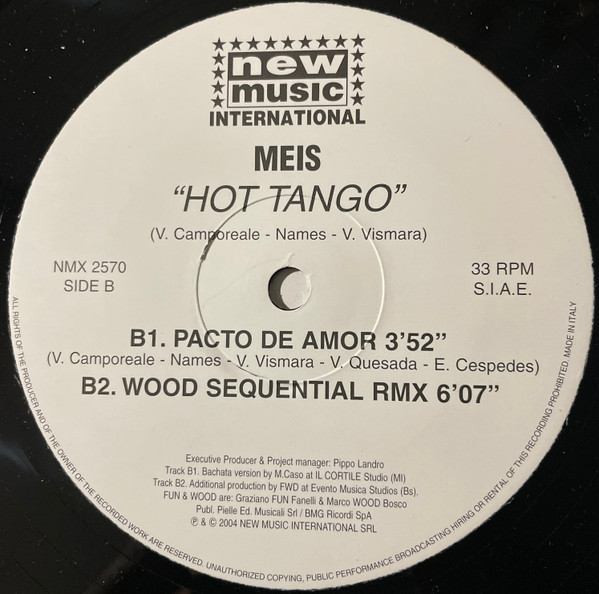 new
music
INTERNATIONAL
MEIS
“HOT TANGO”
(V. Camporeale - Names - V. Vismara)
NMX 2570
SIDE B
33 RPM
S.I.A.E.
B1. PACTO DE AMOR 3’52”
(V. Camporeale - Names - V. Vismara - V. Quesada - E. Cespedes)
B2. WOOD SEQUENTIAL RMX 6’07”
Executive Producer & Project manager: Pippo Landro
Track B1. Bachata version by M.Caso at IL CORTILE Studio (MI)
Track B2. Additional production by FWD at Evento Musica Studios (Bs).
FUN & WOOD are: Graziano FUN Fanelli & Marco WOOD Bosco
Publ. Pielle Ed. Musicali Srl / BMG Ricordi SpA
℗ & © 2004 NEW MUSIC INTERNATIONAL SRL
ALL RIGHTS OF THE PRODUCER AND OF THE OWNER OF THE RECORDED WORK ARE RESERVED. UNAUTHORIZED COPYING, PUBLIC PERFORMANCE BROADCASTING HIRING OR RENTAL OF THIS RECORDING PROHIBITED. MADE IN ITALY